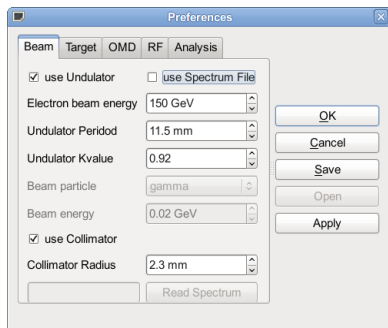 Preferences
Beam Target OMD RF Analysis
use Undulator use Spectrum File
Electron beam energy 150 GeV
Undulator Peridod 11.5 mm
Undulator Kvalue 0.92
Beam particle gamma
Beam energy 0.02 GeV
use Collimator
Collimator Radius 2.3 mm
Read Spectrum
OK
Cancel
Save
Open
Apply